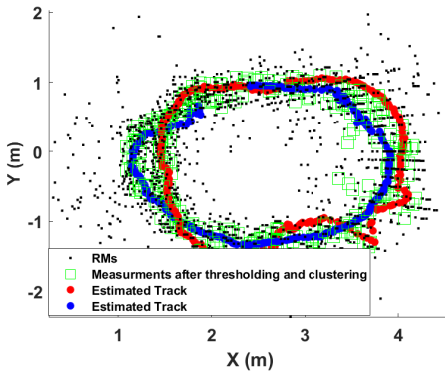 2
1
0
-1
-2
Y (m)
RMs
Measurments after thresholding and clustering
Estimated Track
Estimated Track
1 2 3 4
X (m)